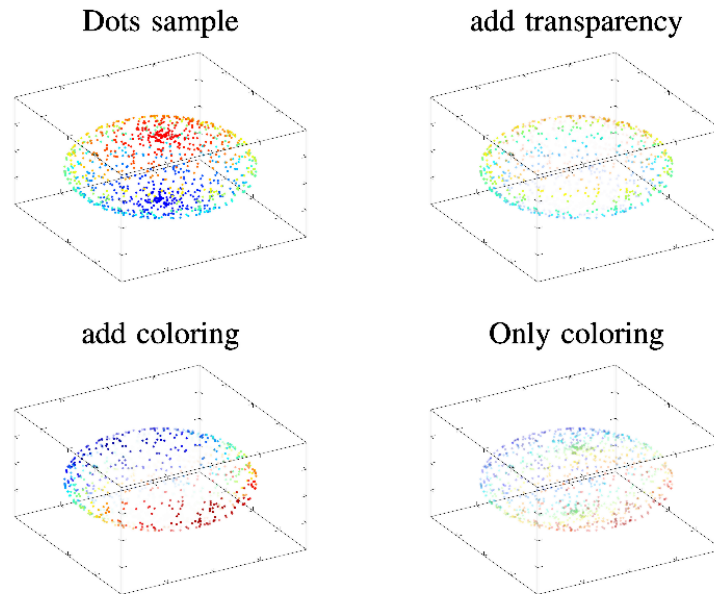 Dots sample
add transparency
add coloring
Only coloring